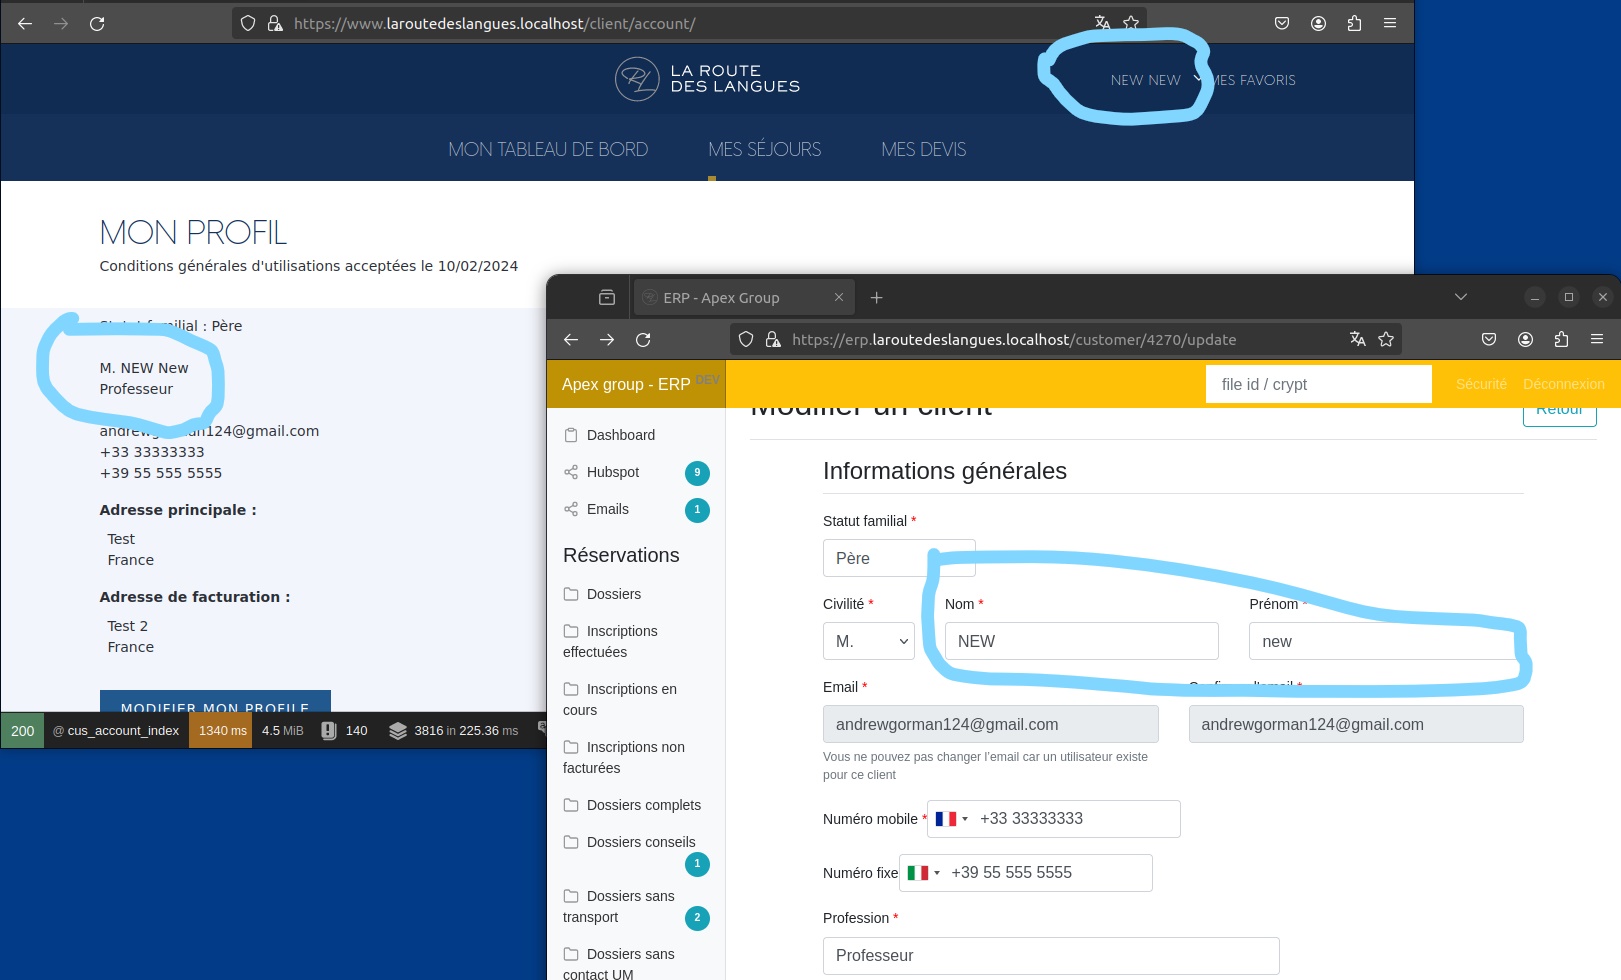 https://www.laroutedeslangues.localhost/client/account/
LA ROUTE
DES LANGUES
NEW NEW
MES FAVORIS
MON TABLEAU DE BORD
MES SÉJOURS
MES DEVIS
MON PROFIL
Conditions générales d'utilisations acceptées le 10/02/2024
Statut familial : Père
M. NEW New
Professeur
andrewgorman124@gmail.com
+33 33333333
+39 55 555 5555
Adresse principale :
Test
France
Adresse de facturation :
Test 2
France
MODIFIER MON PROFILE
200 @ cus_account_index 1340 ms 4.5 MiB 140 3816 in 225.36 ms
ERP - Apex Group
https://erp.laroutedeslangues.localhost/customer/4270/update
Apex group - ERP DEV
file id / crypt
Sécurité
Déconnexion
Dashboard
Hubspot 9
Emails 1
Réservations
Dossiers
Inscriptions
effectuées
Inscriptions en
cours
Inscriptions non
facturées
Dossiers complets
Dossiers conseils
1
Dossiers sans
transport 2
Dossiers sans
contact UM
Modifier un client
Retour
Informations générales
Statut familial *
Père
Civilité * Nom * Prénom *
M. NEW new
Email * Confirmer l'email *
andrewgorman124@gmail.com andrewgorman124@gmail.com
Vous ne pouvez pas changer l'email car un utilisateur existe
pour ce client
Numéro mobile * +33 33333333
Numéro fixe +39 55 555 5555
Profession *
Professeur